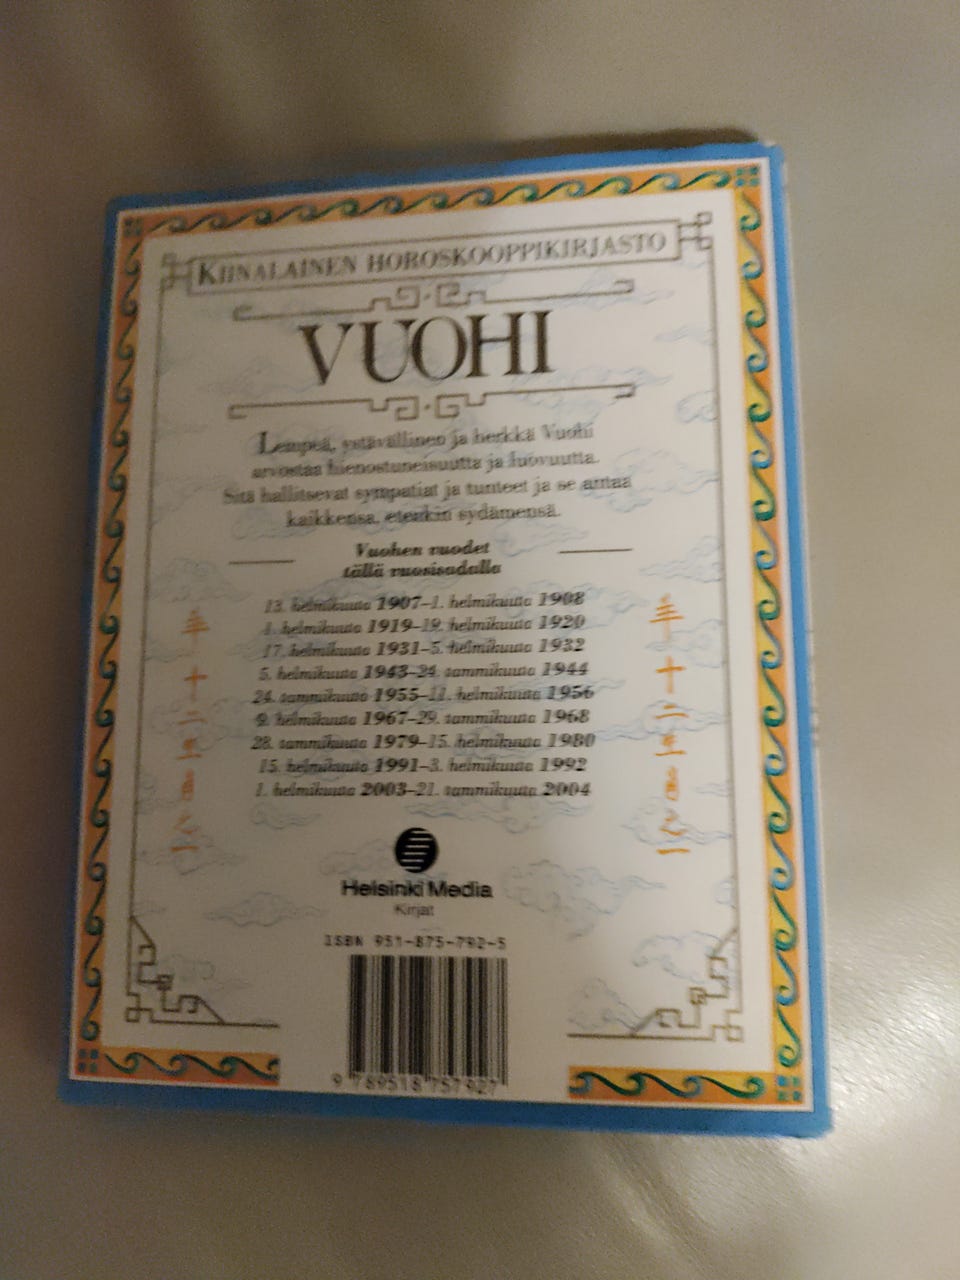 KIINALAINEN HOROSKOOPPIKIRJASTO
VUOHI
Lempeä, ystävällinen ja herkkä Vuohi
arvostaa hienostuneisuutta ja luovuutta.
Sitä hallitsevat sympatiat ja tunteet ja se antaa
kaikkensa, etenkin sydämensä.
Vuohen vuodet
tällä vuosisadalla
13. helmikuuta 1907–1. helmikuuta 1908
1. helmikuuta 1919–19. helmikuuta 1920
17. helmikuuta 1931–5. helmikuuta 1932
5. helmikuuta 1943–24. tammikuuta 1944
24. tammikuuta 1955–11. helmikuuta 1956
9. helmikuuta 1967–29. tammikuuta 1968
28. tammikuuta 1979–15. helmikuuta 1980
15. helmikuuta 1991–3. helmikuuta 1992
1. helmikuuta 2003–21. tammikuuta 2004
Helsinki Media
Kirjat
ISBN 951-875-792-5
9 789518 757927